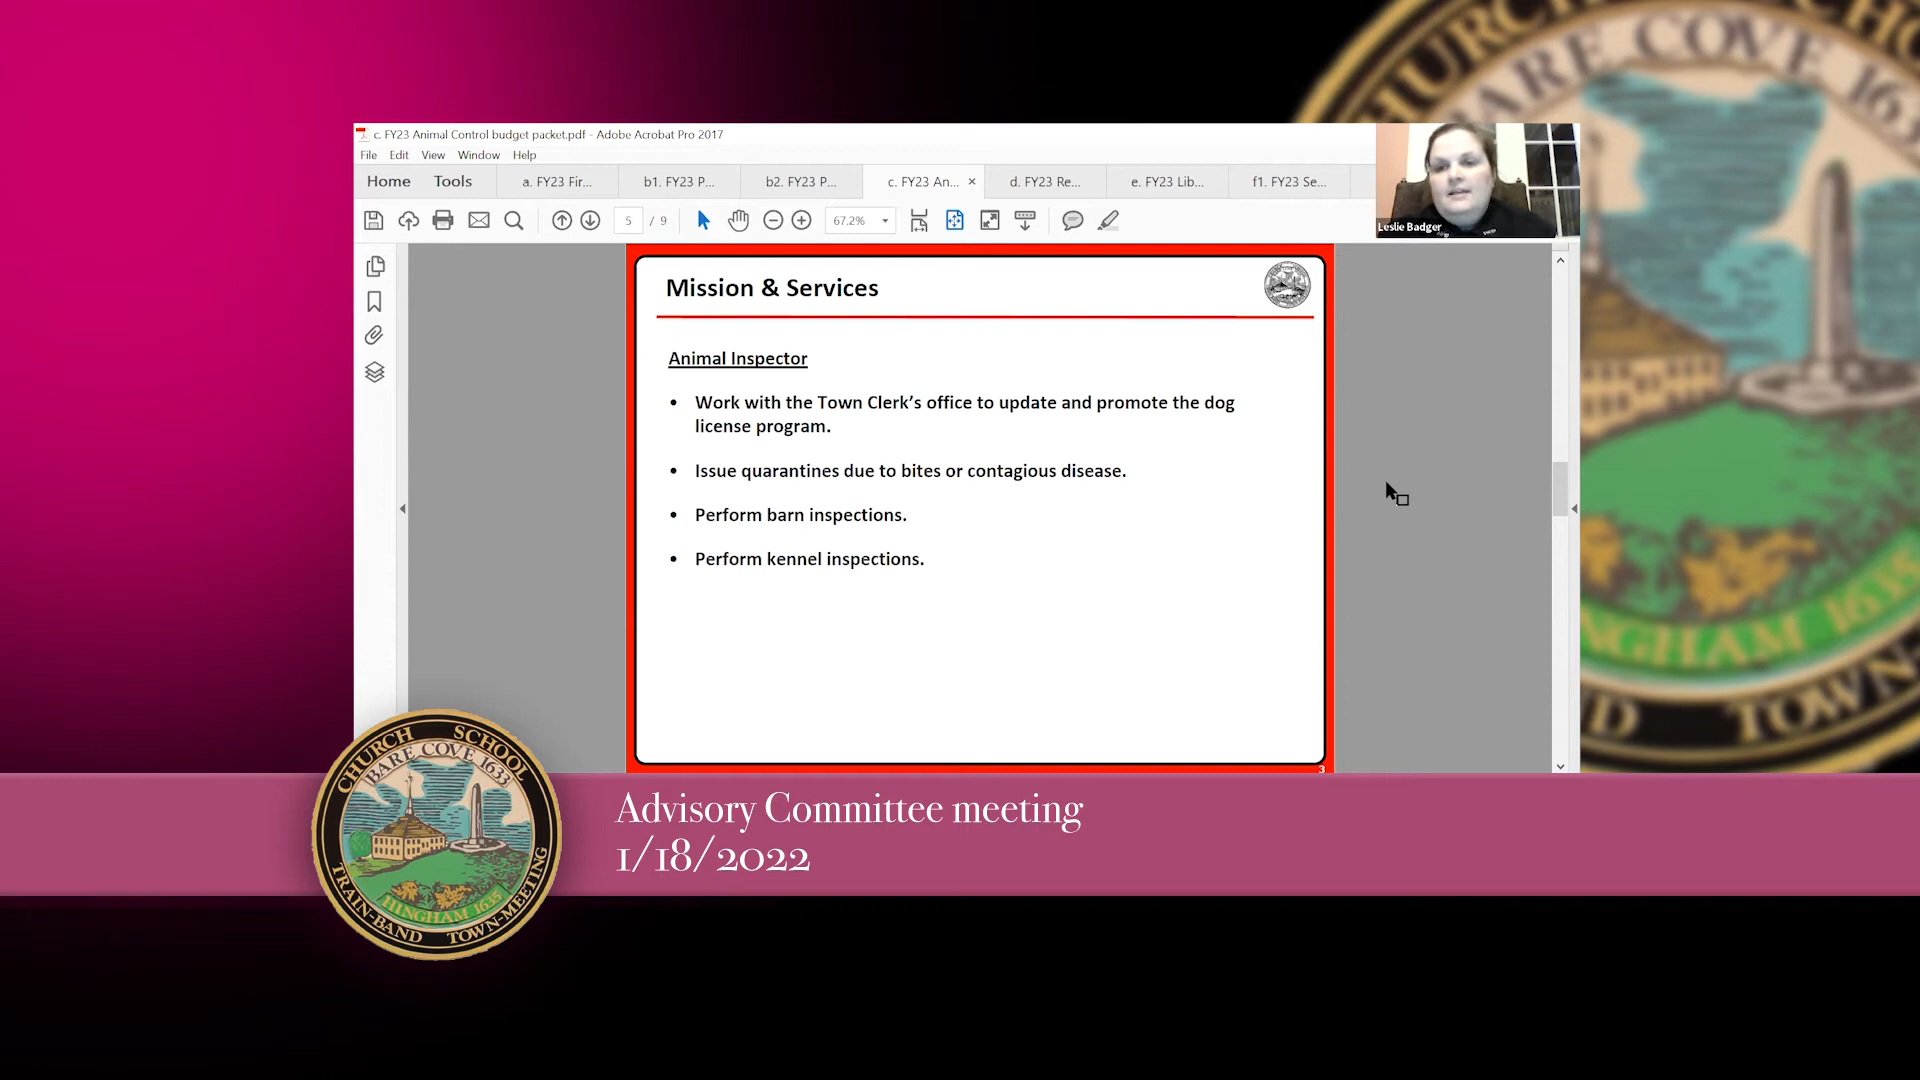 c. FY23 Animal Control budget packet.pdf - Adobe Acrobat Pro 2017
File Edit View Window Help
Home Tools a. FY23 Fir... b1. FY23 P... b2. FY23 P... c. FY23 An... × d. FY23 Re... e. FY23 Lib... f1. FY23 Se...
5 / 9 67.2%
Leslie Badger
Mission & Services
Animal Inspector
• Work with the Town Clerk's office to update and promote the dog
license program.
• Issue quarantines due to bites or contagious disease.
• Perform barn inspections.
• Perform kennel inspections.
3
Advisory Committee meeting
1/18/2022
CHURCH SCHOOL
BARE COVE 1633
HINGHAM 1635
TRAIN-BAND TOWN-MEETING